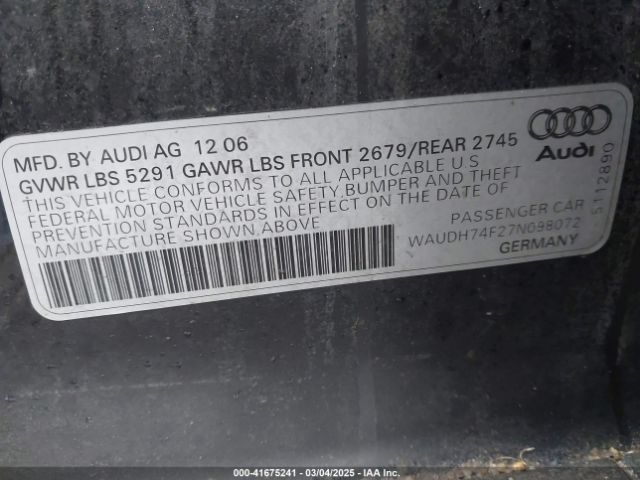 MFD. BY AUDI AG 12 06
GVWR LBS 5291 GAWR LBS FRONT 2679/REAR 2745
THIS VEHICLE CONFORMS TO ALL APPLICABLE U S
FEDERAL MOTOR VEHICLE SAFETY, BUMPER AND THEFT
PREVENTION STANDARDS IN EFFECT ON THE DATE OF
MANUFACTURE SHOWN ABOVE
PASSENGER CAR
WAUDH74F27N098072
GERMANY
Audi
5112890
00-41675241 - 03/04/2025 - IAA Inc.